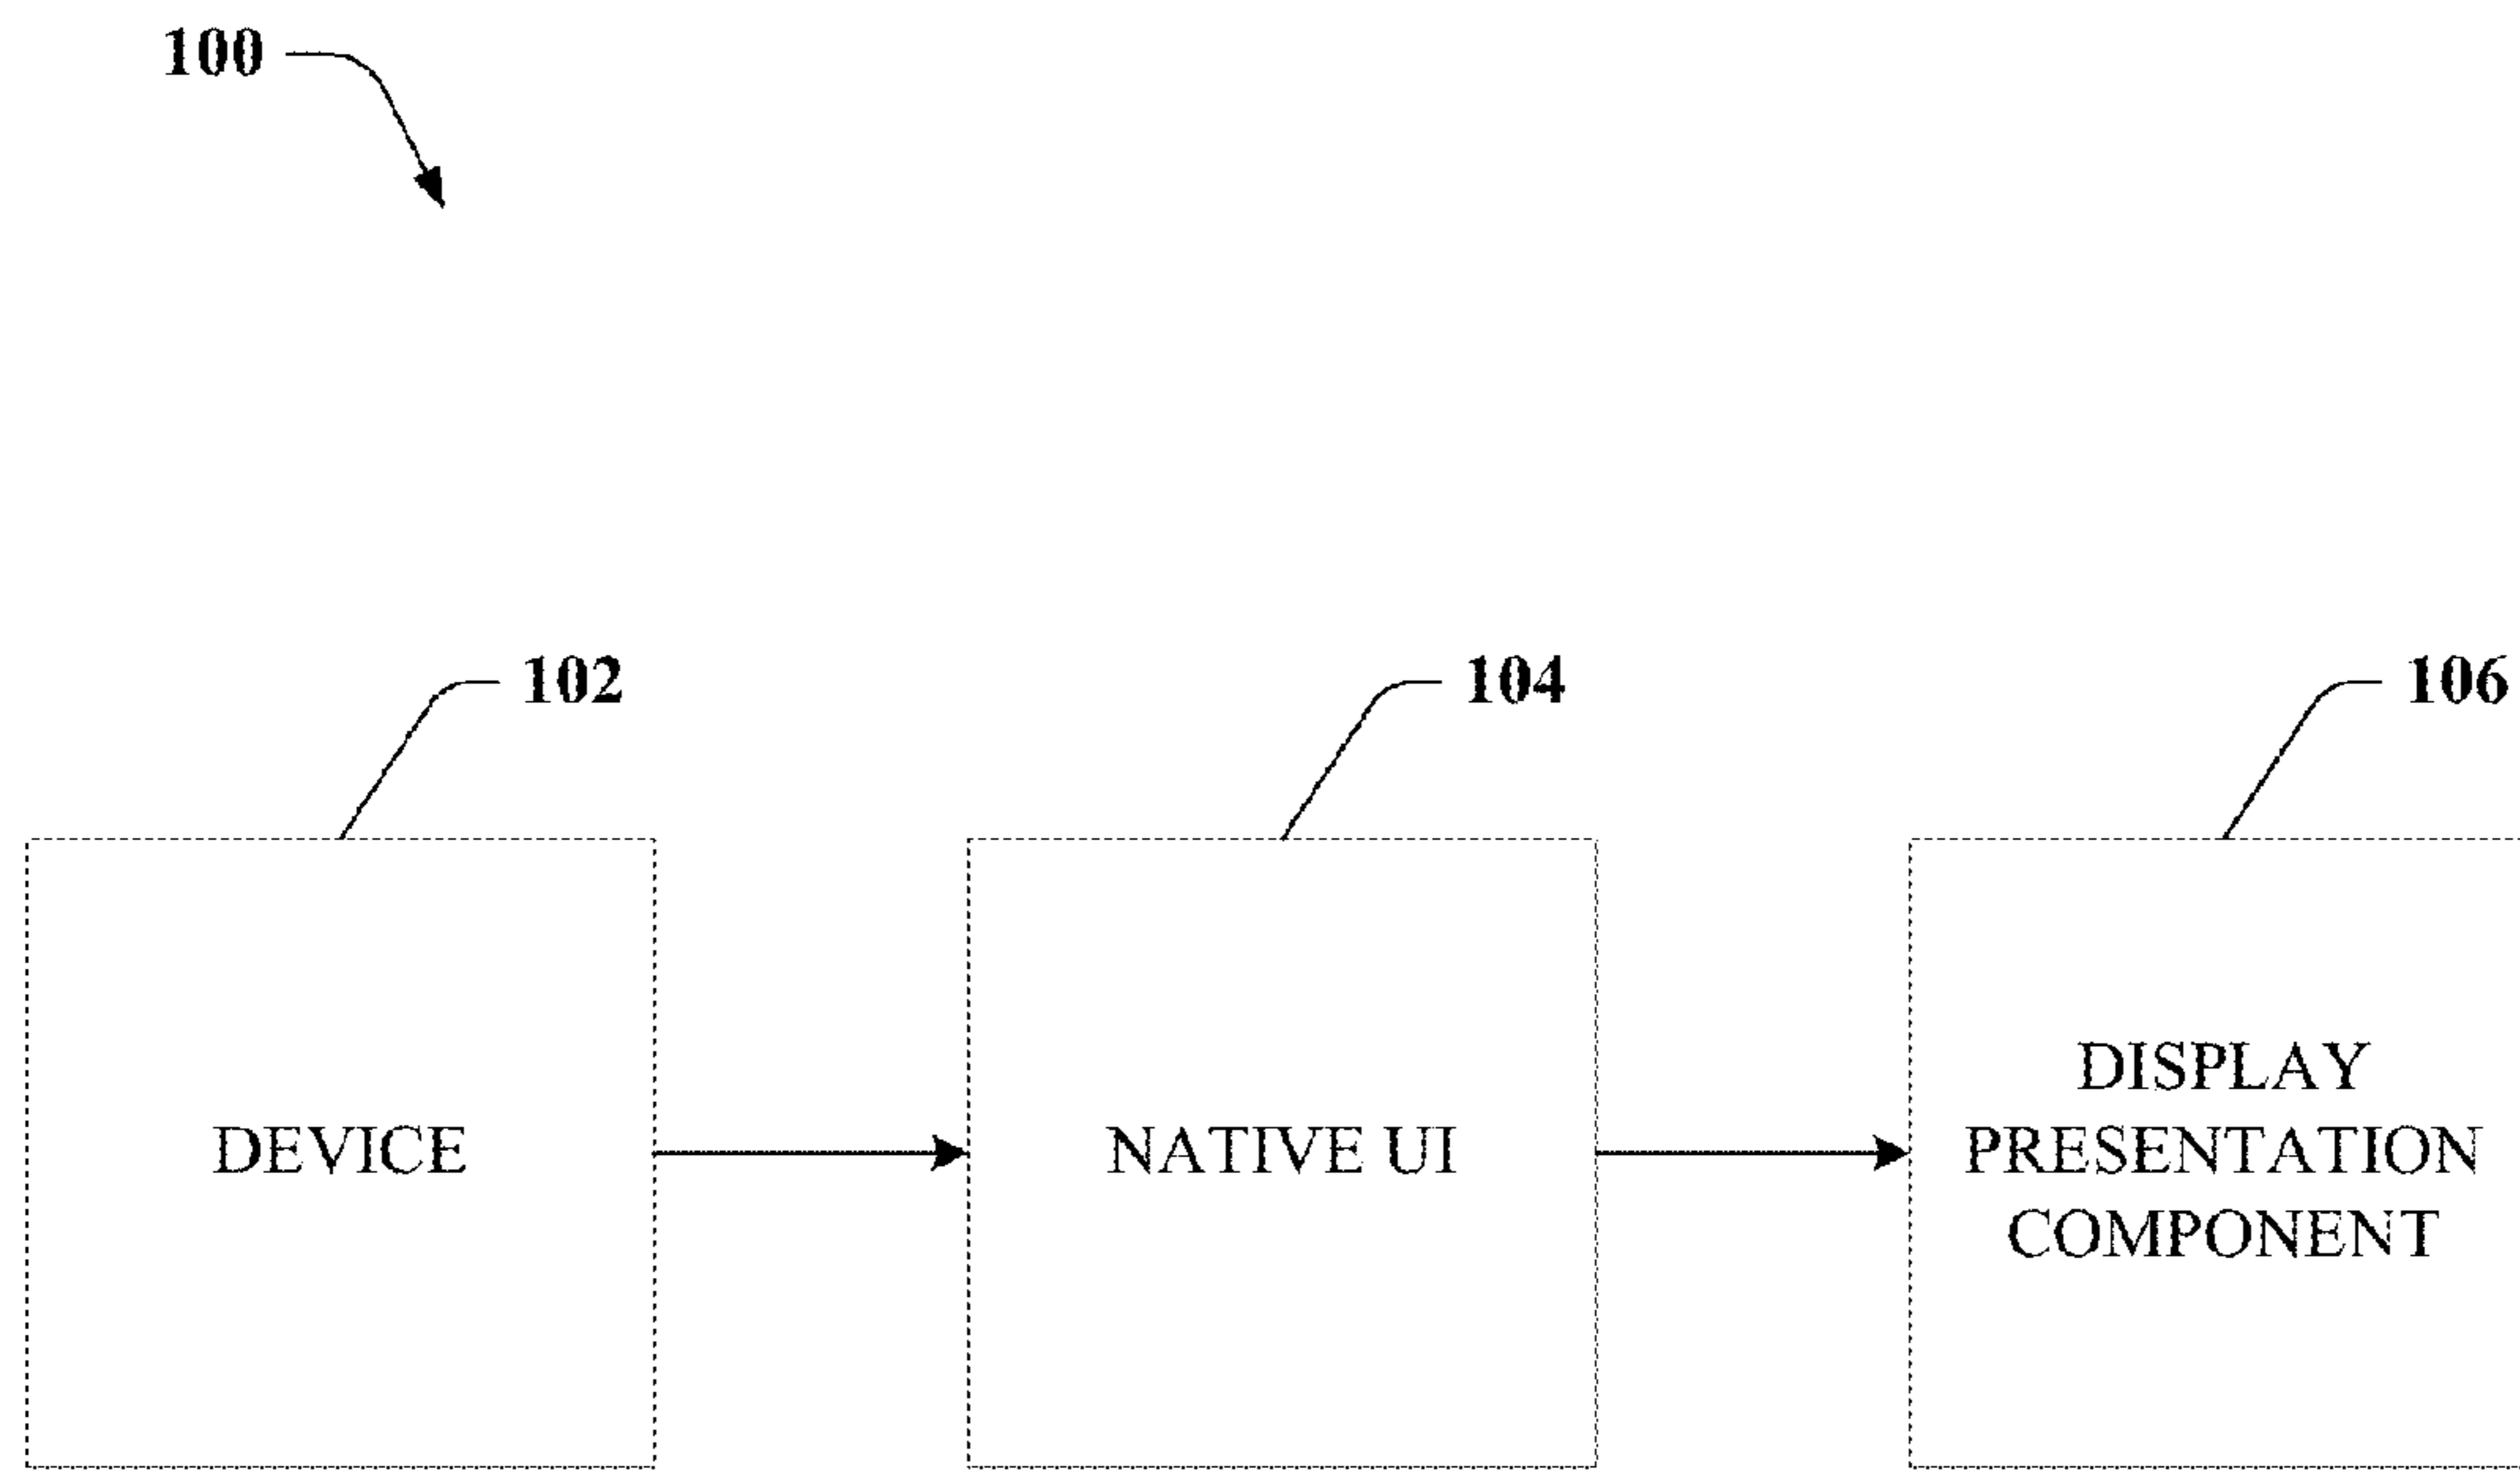 100
102
104
106
DEVICE
NATIVE UI
DISPLAY
PRESENTATION
COMPONENT